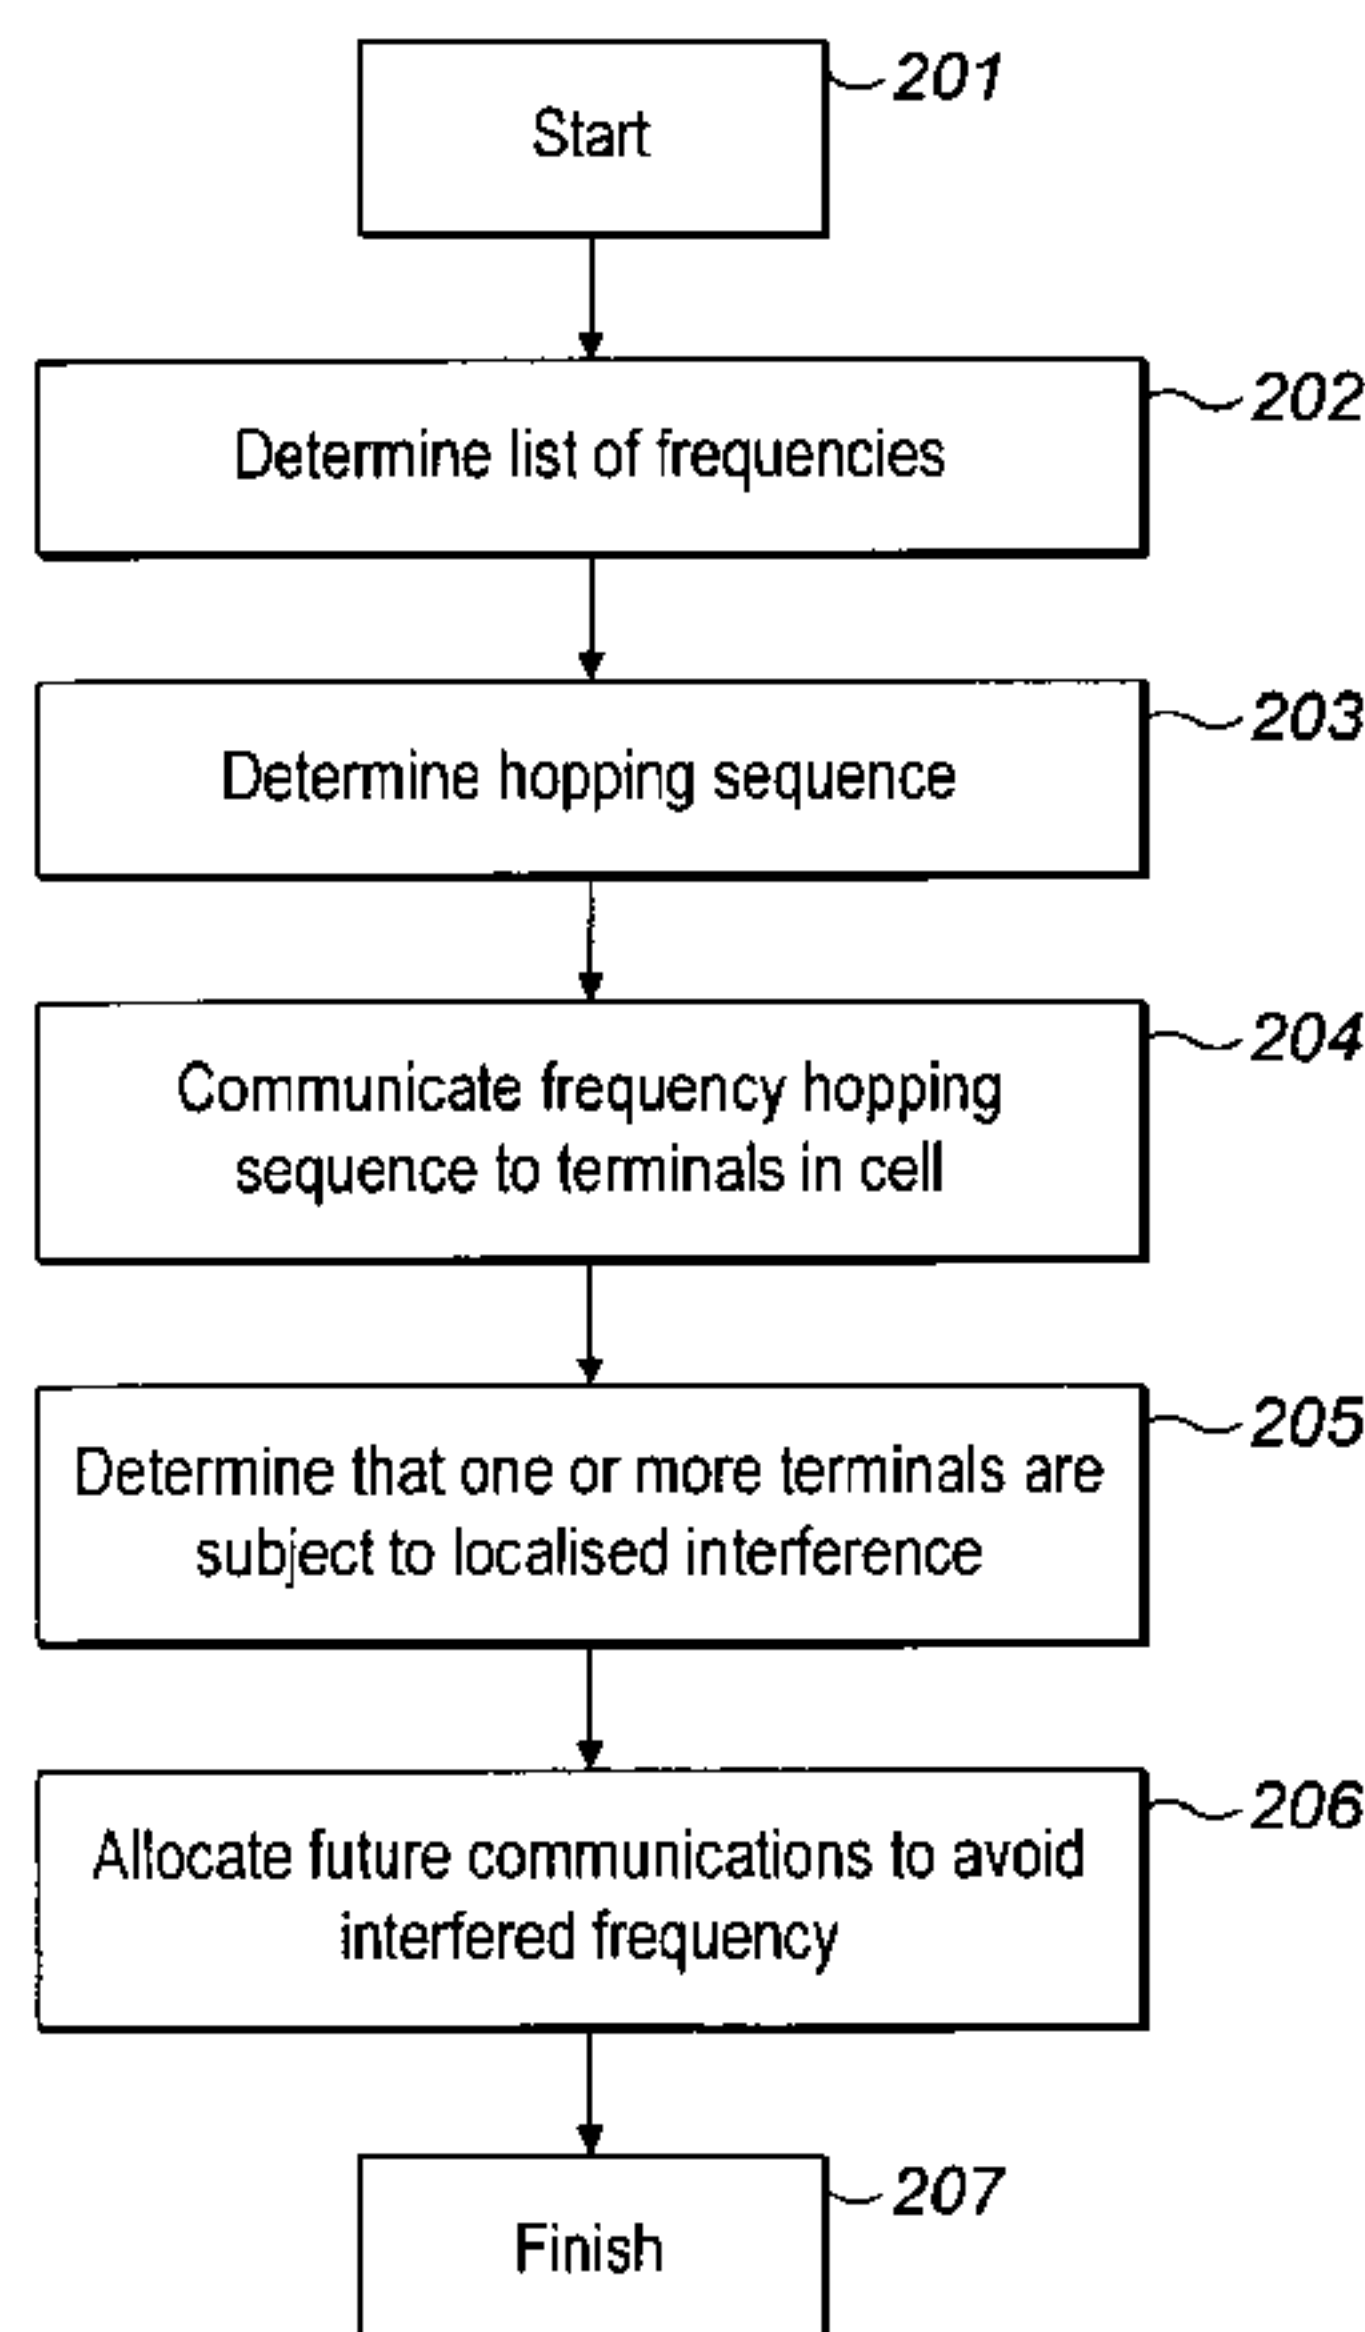 Start
201
Determine list of frequencies
202
Determine hopping sequence
203
Communicate frequency hopping
sequence to terminals in cell
204
Determine that one or more terminals are
subject to localised interference
205
Allocate future communications to avoid
interfered frequency
206
Finish
207